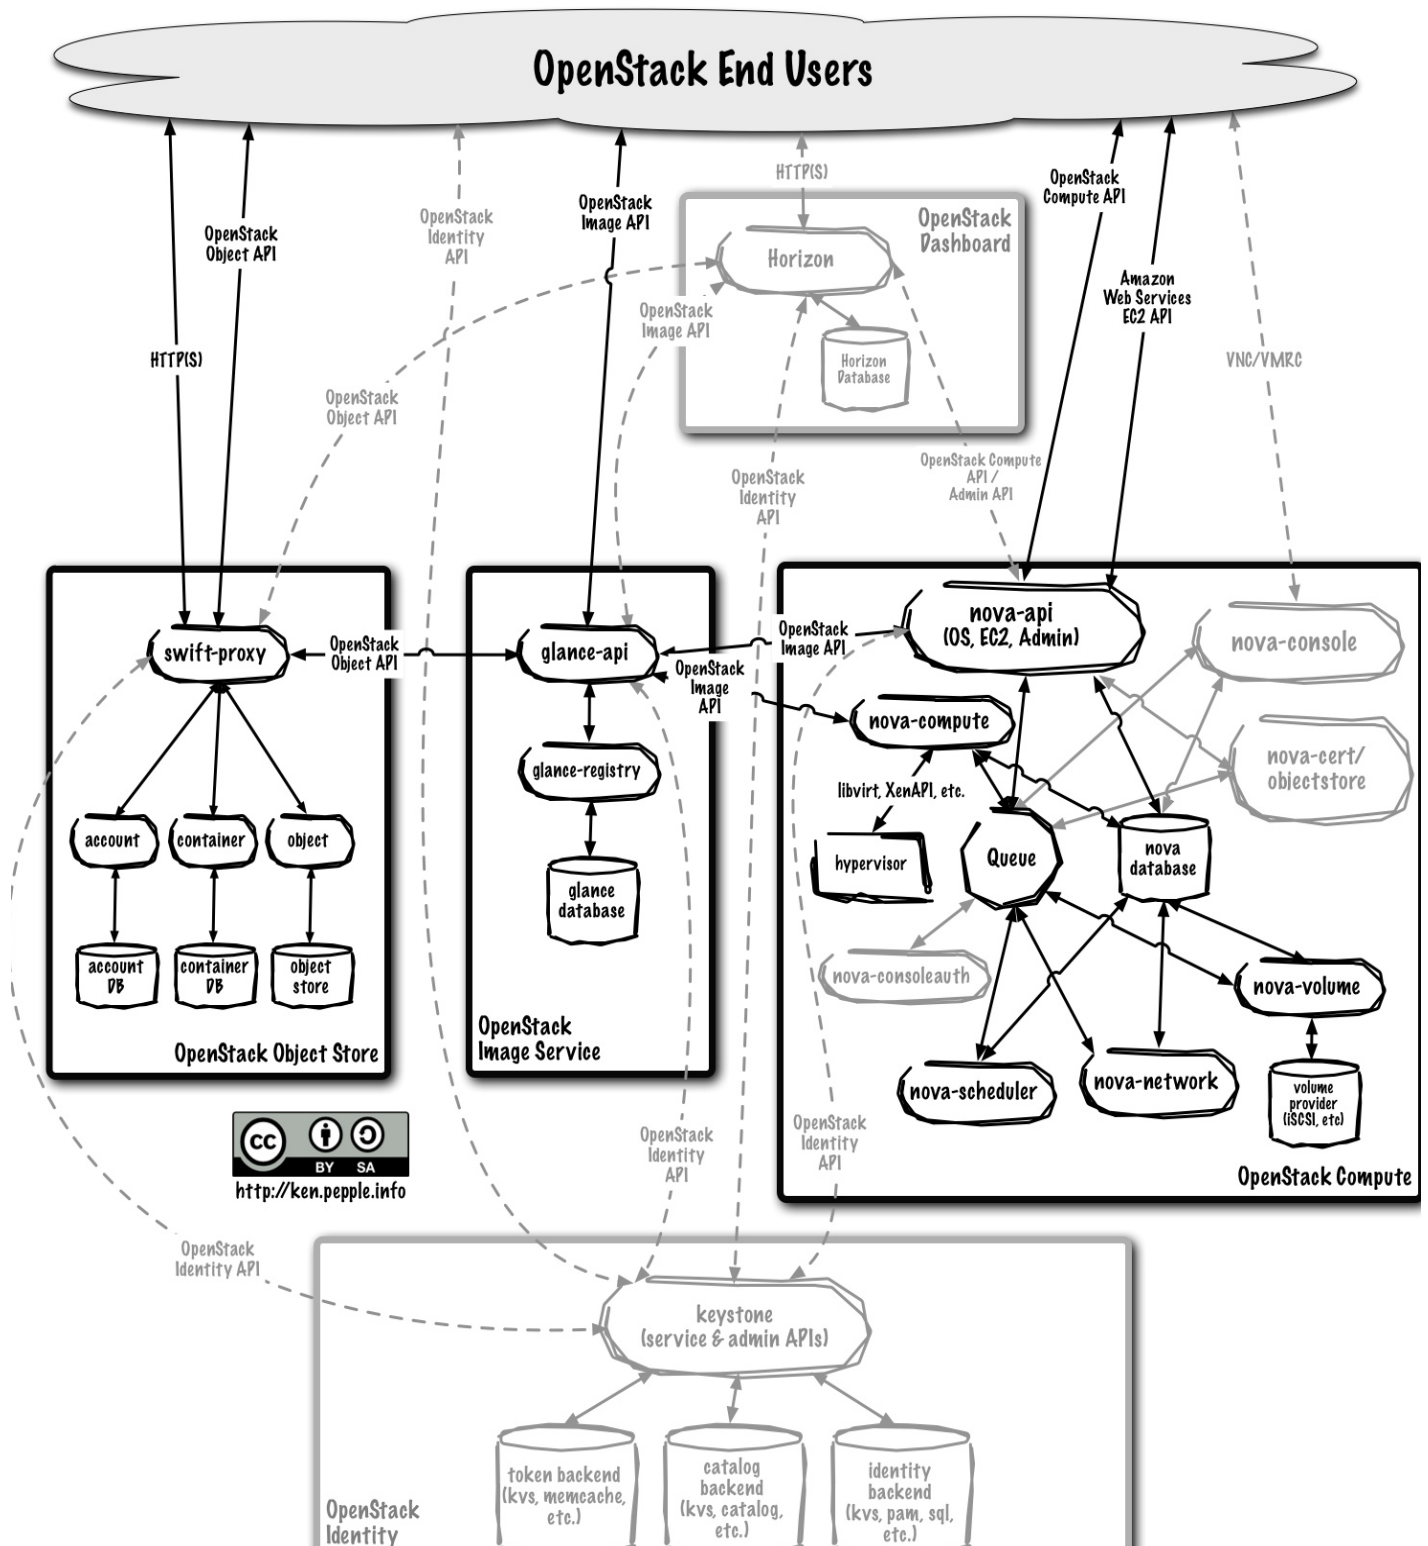 OpenStack End Users
HTTP(S)
OpenStack
Object API
OpenStack
Identity
API
OpenStack
Image API
HTTP(S)
OpenStack
Dashboard
Horizon
Horizon
Database
OpenStack
Compute API
Amazon
Web Services
EC2 API
VNC/VMRC
OpenStack
Image API
OpenStack
Object API
OpenStack
Identity
API
OpenStack Compute
API /
Admin API
swift-proxy
OpenStack
Object API
account
container
object
account
DB
container
DB
object
store
OpenStack Object Store
glance-api
glance-registry
glance
database
OpenStack
Image Service
OpenStack
Image API
OpenStack
Image
API
nova-api
(OS, EC2, Admin)
nova-console
nova-compute
nova-cert/
objectstore
libvirt, XenAPI, etc.
hypervisor
Queue
nova
database
nova-consoleauth
nova-volume
nova-scheduler
nova-network
volume
provider
(iSCSI, etc)
OpenStack Compute
CC
BY SA
http://ken.pepple.info
OpenStack
Identity API
OpenStack
Identity
API
OpenStack
Identity
API
keystone
(service & admin APIs)
token backend
(kvs, memcache,
etc.)
catalog
backend
(kvs, catalog,
etc.)
identity
backend
(kvs, pam, sql,
etc.)
OpenStack
Identity